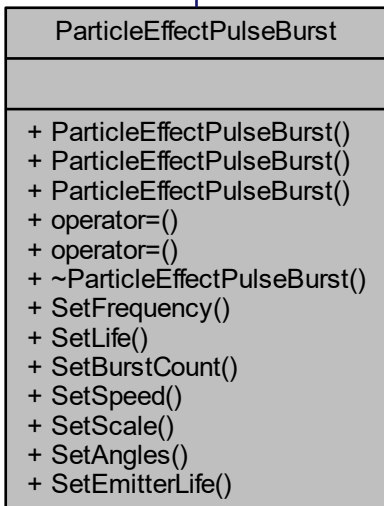 ParticleEffectPulseBurst
+ ParticleEffectPulseBurst()
+ ParticleEffectPulseBurst()
+ ParticleEffectPulseBurst()
+ operator=()
+ operator=()
+ ~ParticleEffectPulseBurst()
+ SetFrequency()
+ SetLife()
+ SetBurstCount()
+ SetSpeed()
+ SetScale()
+ SetAngles()
+ SetEmitterLife()